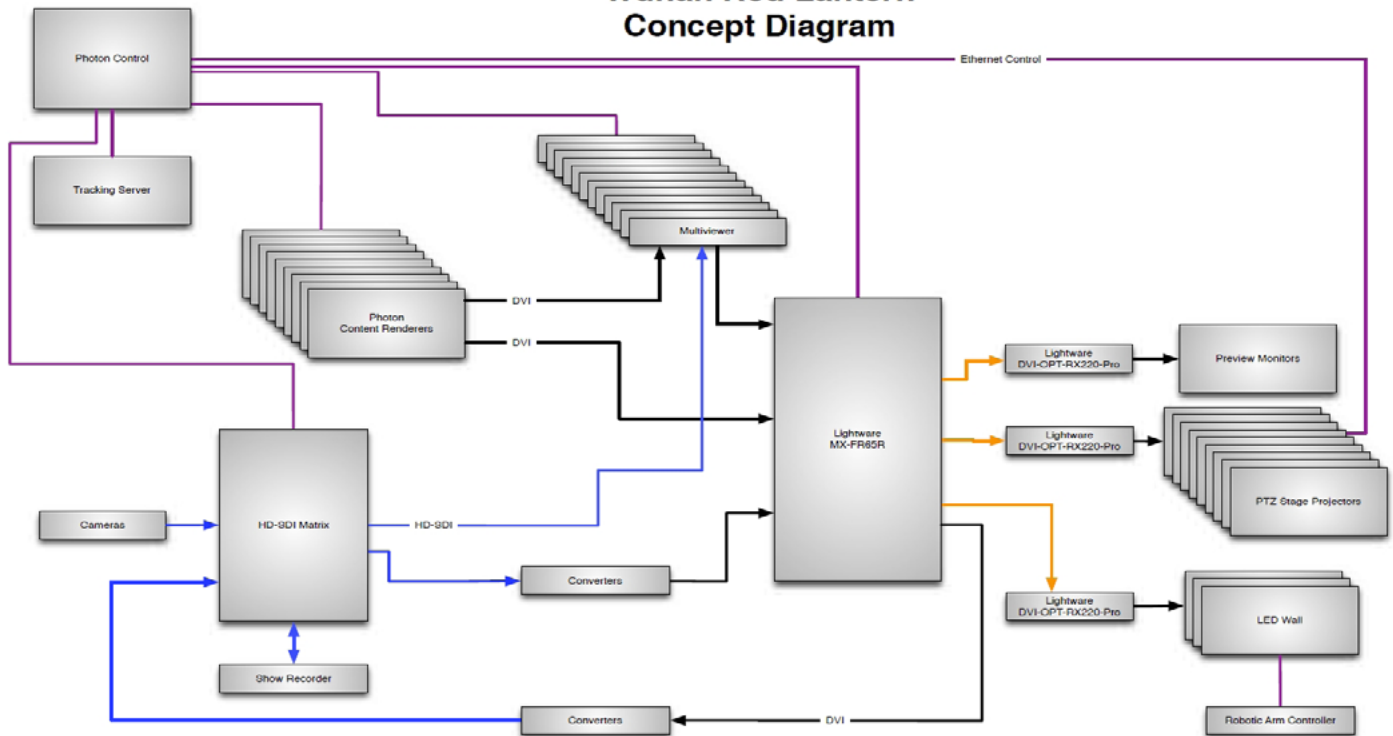 Concept Diagram
Photon Control
Ethernet Control
Tracking Server
Multiviewer
DVI
Photon
Content Renderers
DVI
Lightware
DVI-OPT-RX220-Pro
Preview Monitors
Lightware
MX-FR65R
Lightware
DVI-OPT-RX220-Pro
PTZ Stage Projectors
Cameras
HD-SDI Matrix
HD-SDI
Converters
Lightware
DVI-OPT-RX220-Pro
LED Wall
Show Recorder
Converters
DVI
Robotic Arm Controller